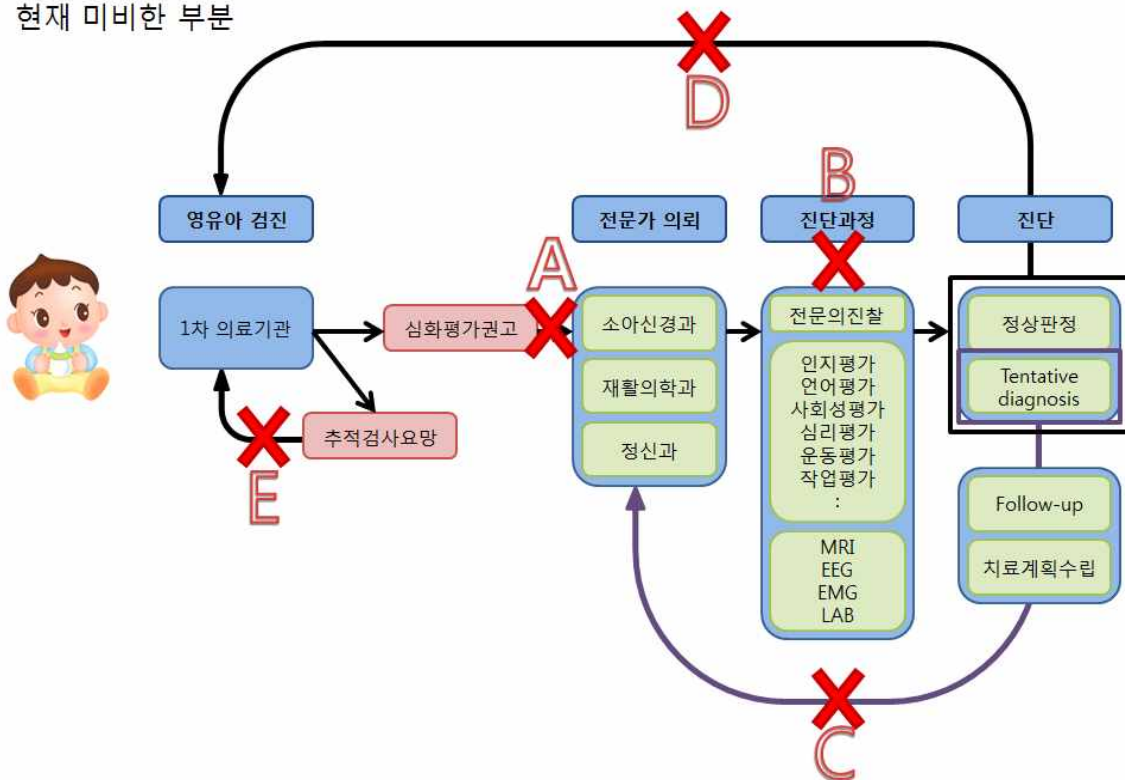 현재 미비한 부분
D
B
영유아 검진
전문가 의뢰
진단과정
진단
A
1차 의료기관
심화평가권고
추적검사요망
E
소아신경과
재활의학과
정신과
전문의진찰
인지평가
언어평가
사회성평가
심리평가
운동평가
작업평가
:
MRI
EEG
EMG
LAB
정상판정
Tentative
diagnosis
Follow-up
치료계획수립
C